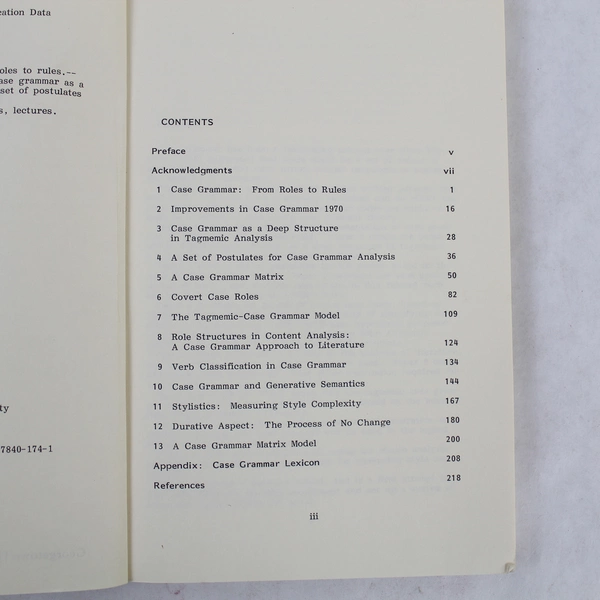 cation Data
oles to rules.--
ase grammar as a
set of postulates
s, lectures.
ty
7840-174-1
CONTENTS
Preface v
Acknowledgments vii
1 Case Grammar: From Roles to Rules 1
2 Improvements in Case Grammar 1970 16
3 Case Grammar as a Deep Structure
in Tagmemic Analysis 28
4 A Set of Postulates for Case Grammar Analysis 36
5 A Case Grammar Matrix 50
6 Covert Case Roles 82
7 The Tagmemic-Case Grammar Model 109
8 Role Structures in Content Analysis:
A Case Grammar Approach to Literature 124
9 Verb Classification in Case Grammar 134
10 Case Grammar and Generative Semantics 144
11 Stylistics: Measuring Style Complexity 167
12 Durative Aspect: The Process of No Change 180
13 A Case Grammar Matrix Model 200
Appendix: Case Grammar Lexicon 208
References 218
iii